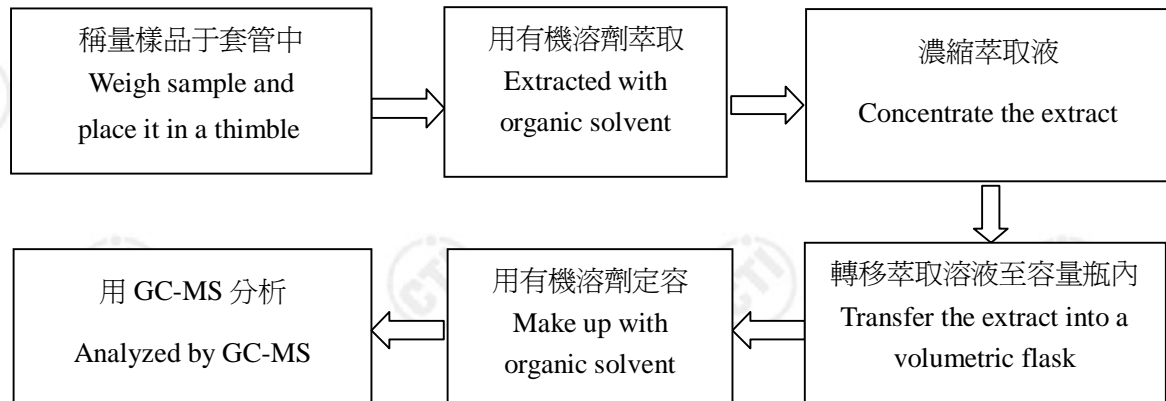 稱量樣品于套管中
Weigh sample and
place it in a thimble
用有機溶劑萃取
Extracted with
organic solvent
濃縮萃取液
Concentrate the extract
轉移萃取溶液至容量瓶內
Transfer the extract into a
volumetric flask
用有機溶劑定容
Make up with
organic solvent
用 GC-MS 分析
Analyzed by GC-MS
CTI
CTI